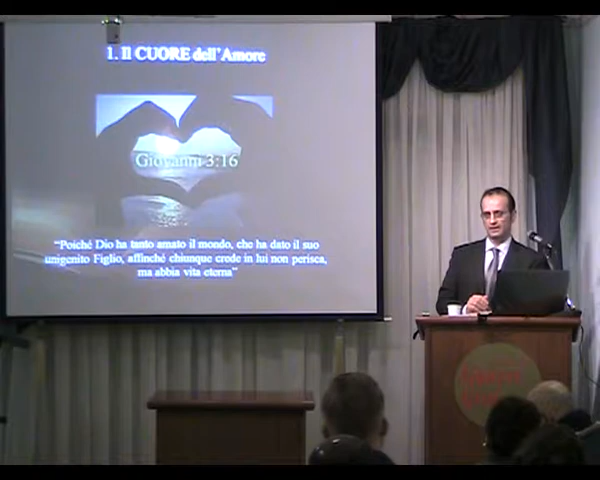 1. Il CUORE dell'Amore
Giovanni 3:16
"Poiché Dio ha tanto amato il mondo, che ha dato il suo
unigenito Figlio, affinché chiunque crede in lui non perisca,
ma abbia vita eterna"